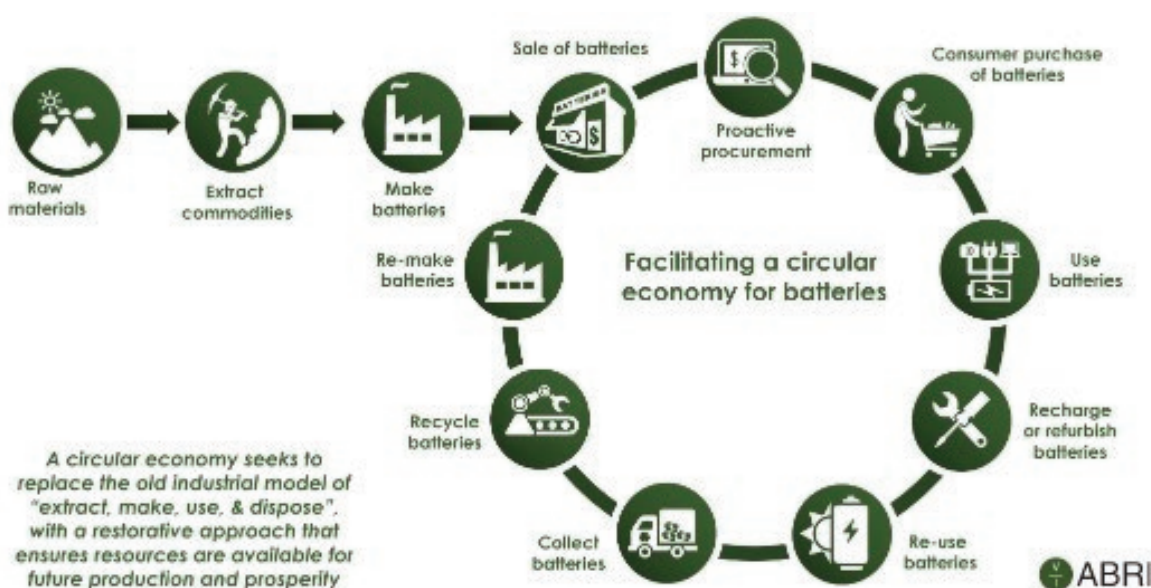 Sale of batteries
Proactive
procurement
Consumer purchase
of batteries
BATTERIES
$
$
Raw
materials
Extract
commodities
Make
batteries
Re-make
batteries
Facilitating a circular
economy for batteries
Use
batteries
Recycle
batteries
Recharge
or refurbish
batteries
Collect
batteries
Re-use
batteries
A circular economy seeks to
replace the old industrial model of
"extract, make, use, & dispose",
with a restorative approach that
ensures resources are available for
future production and prosperity
ABRI